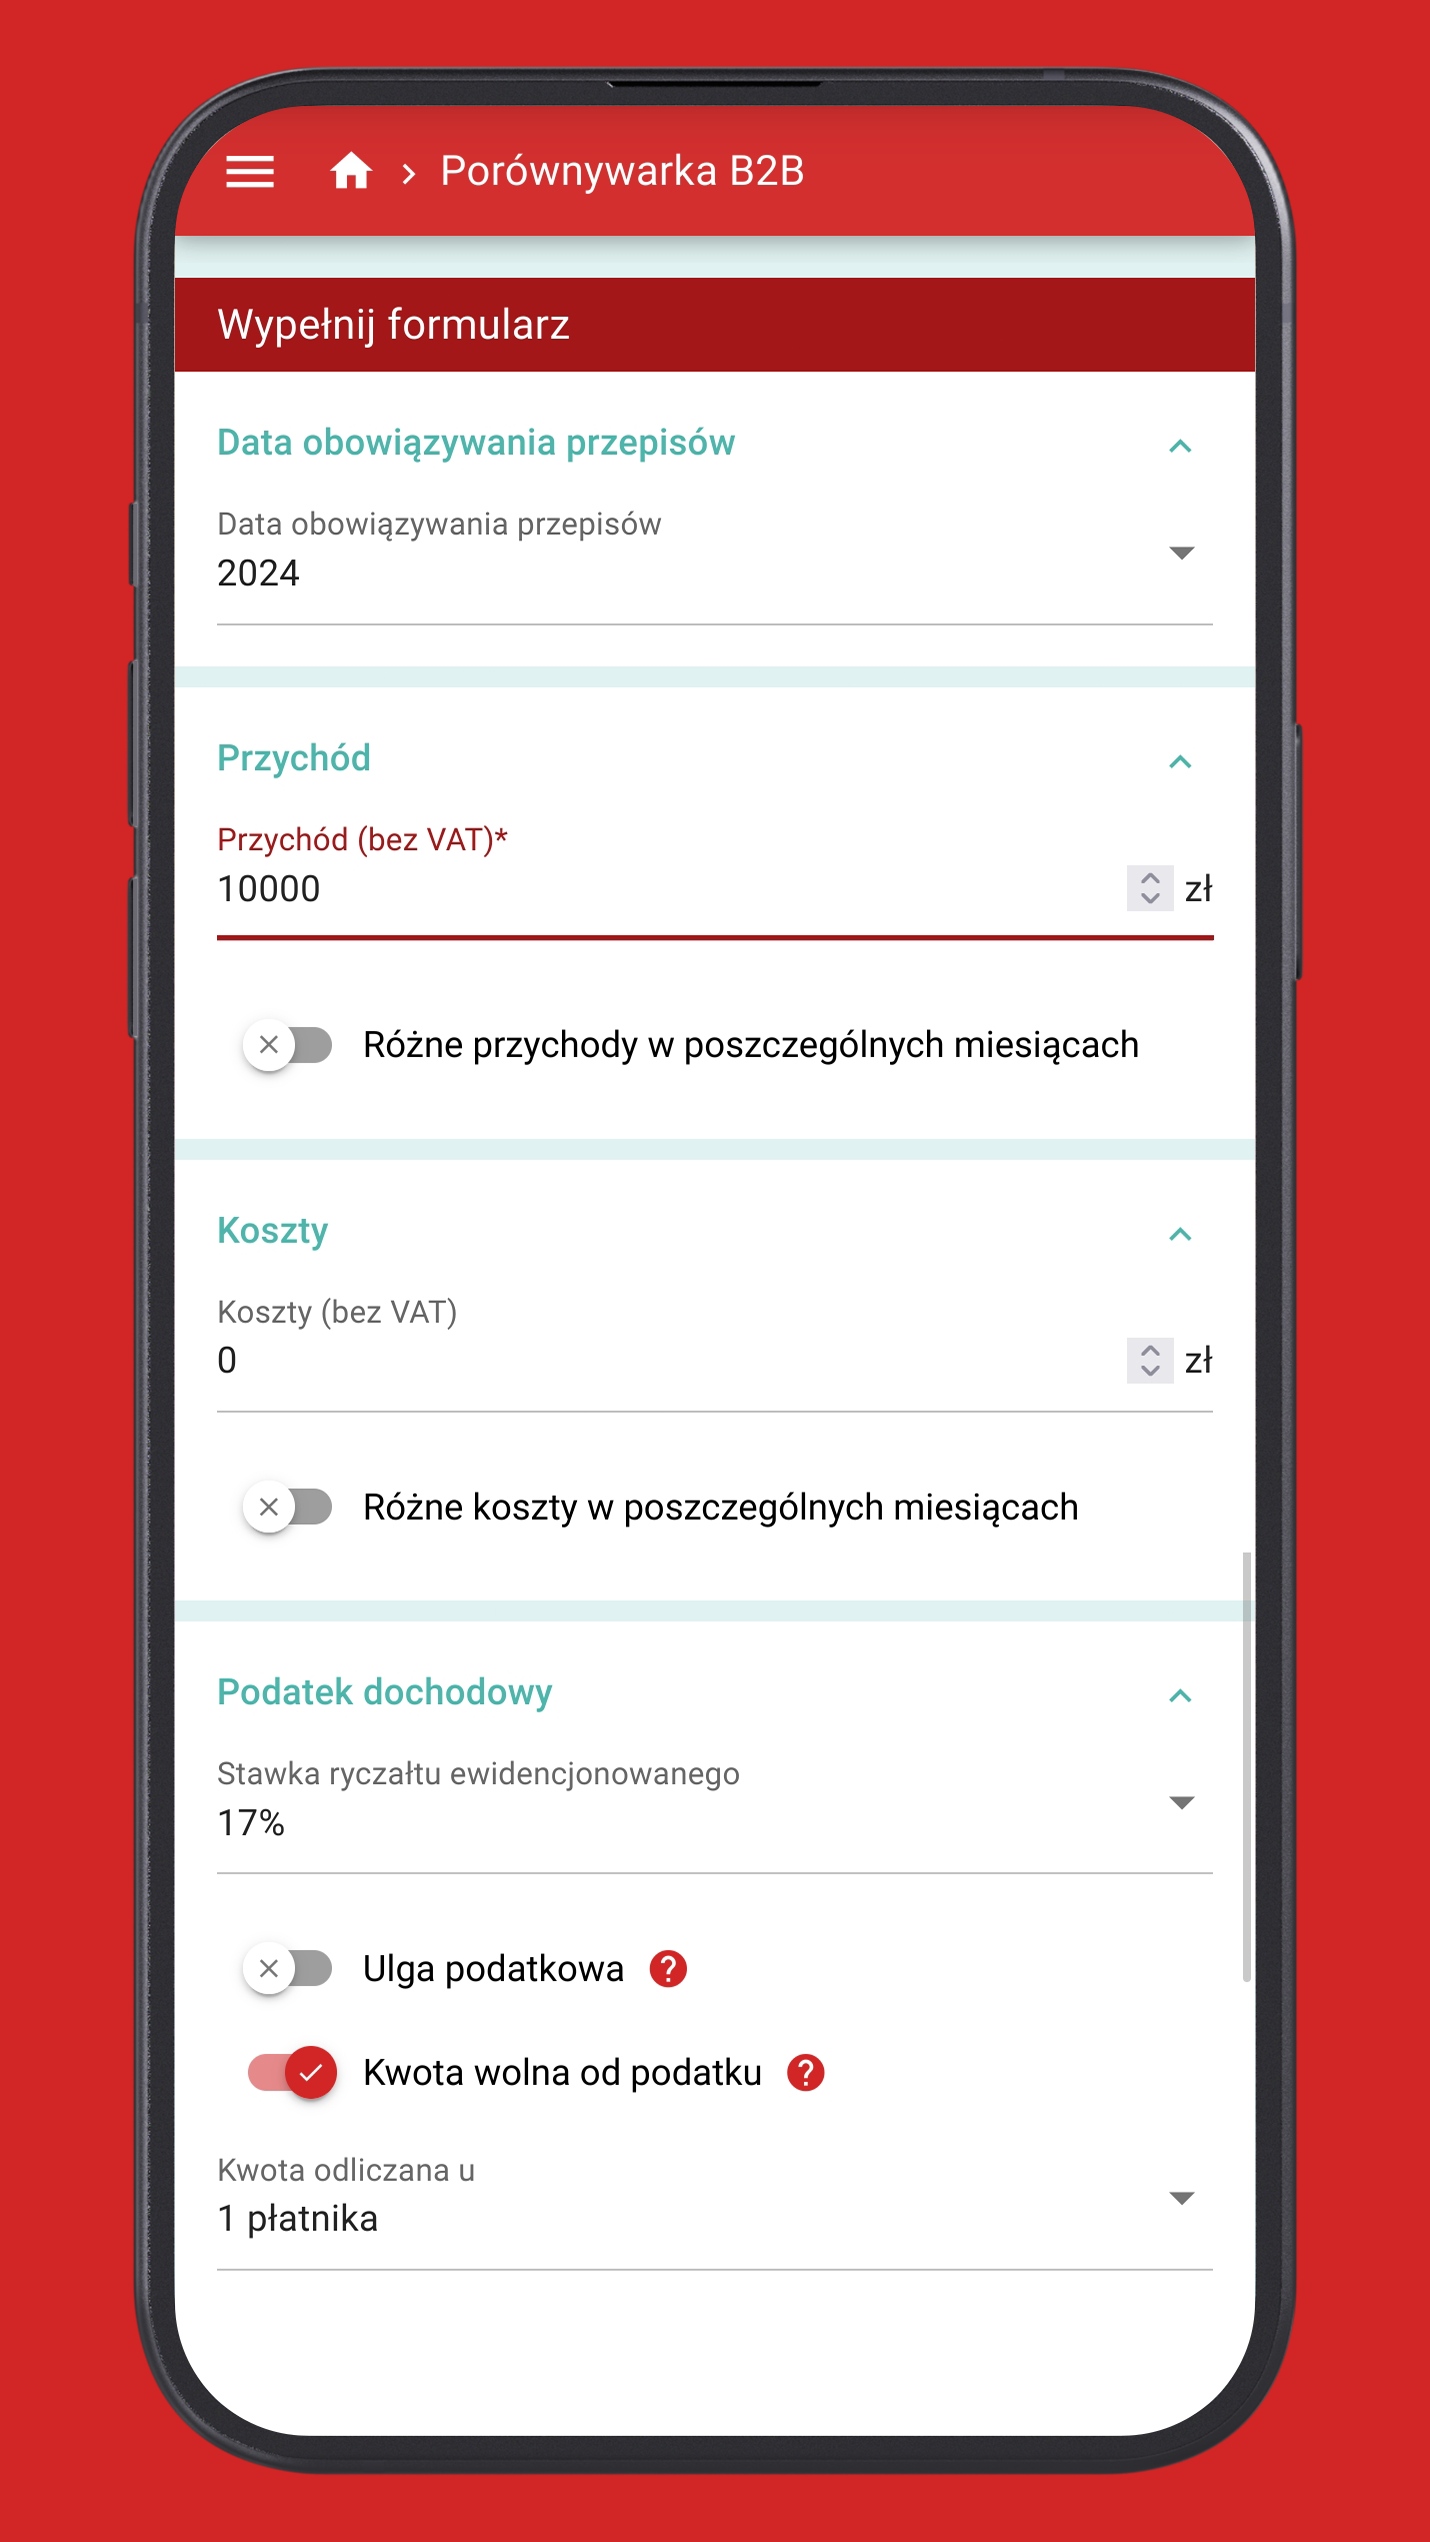 Porównywarka B2B
Wypełnij formularz
Data obowiązywania przepisów
Data obowiązywania przepisów
2024
Przychód
Przychód (bez VAT)*
10000 zł
Różne przychody w poszczególnych miesiącach
Koszty
Koszty (bez VAT)
0 zł
Różne koszty w poszczególnych miesiącach
Podatek dochodowy
Stawka ryczałtu ewidencjonowanego
17%
Ulga podatkowa ?
Kwota wolna od podatku ?
Kwota odliczana u
1 płatnika